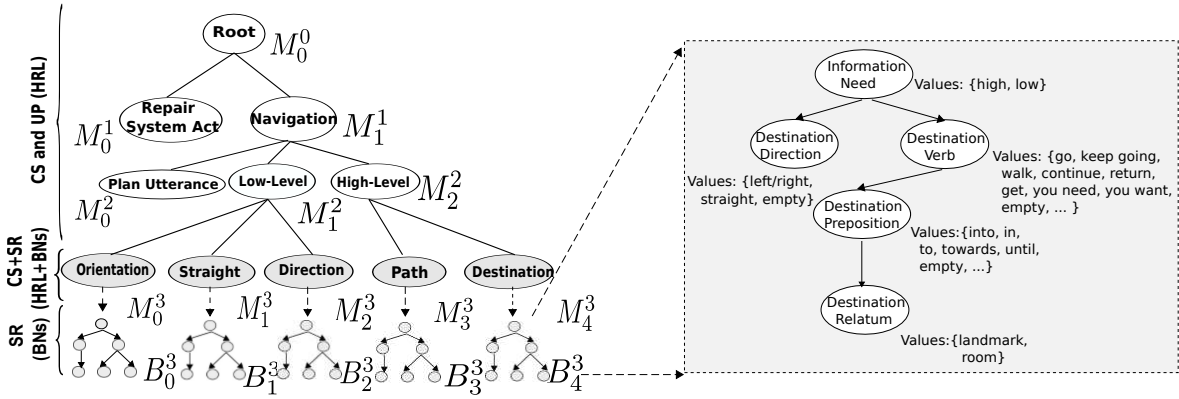 CS and UP (HRL)
CS+SR
(HRL+BNs)
SR
(BNs)
Root
M_0^0
Repair
System Act
M_0^1
Navigation
M_1^1
Plan Utterance
M_0^2
Low-Level
M_1^2
High-Level
M_2^2
Orientation
Straight
Direction
Path
Destination
M_0^3
M_1^3
M_2^3
M_3^3
M_4^3
B_0^3
B_1^3
B_2^3
B_3^3
B_4^3
Information
Need
Values: {high, low}
Destination
Direction
Values: {left/right,
straight, empty}
Destination
Verb
Values: {go, keep going,
walk, continue, return,
get, you need, you want,
empty, ... }
Destination
Preposition
Values:{into, in,
to, towards, until,
empty, ...}
Destination
Relatum
Values:{landmark,
room}